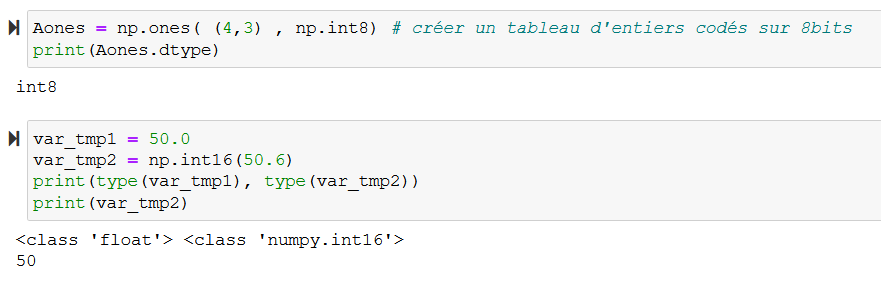 Aones = np.ones( (4,3) , np.int8) # créer un tableau d'entiers codés sur 8bits
print(Aones.dtype)
int8
var_tmp1 = 50.0
var_tmp2 = np.int16(50.6)
print(type(var_tmp1), type(var_tmp2))
print(var_tmp2)
<class 'float'> <class 'numpy.int16'>
50